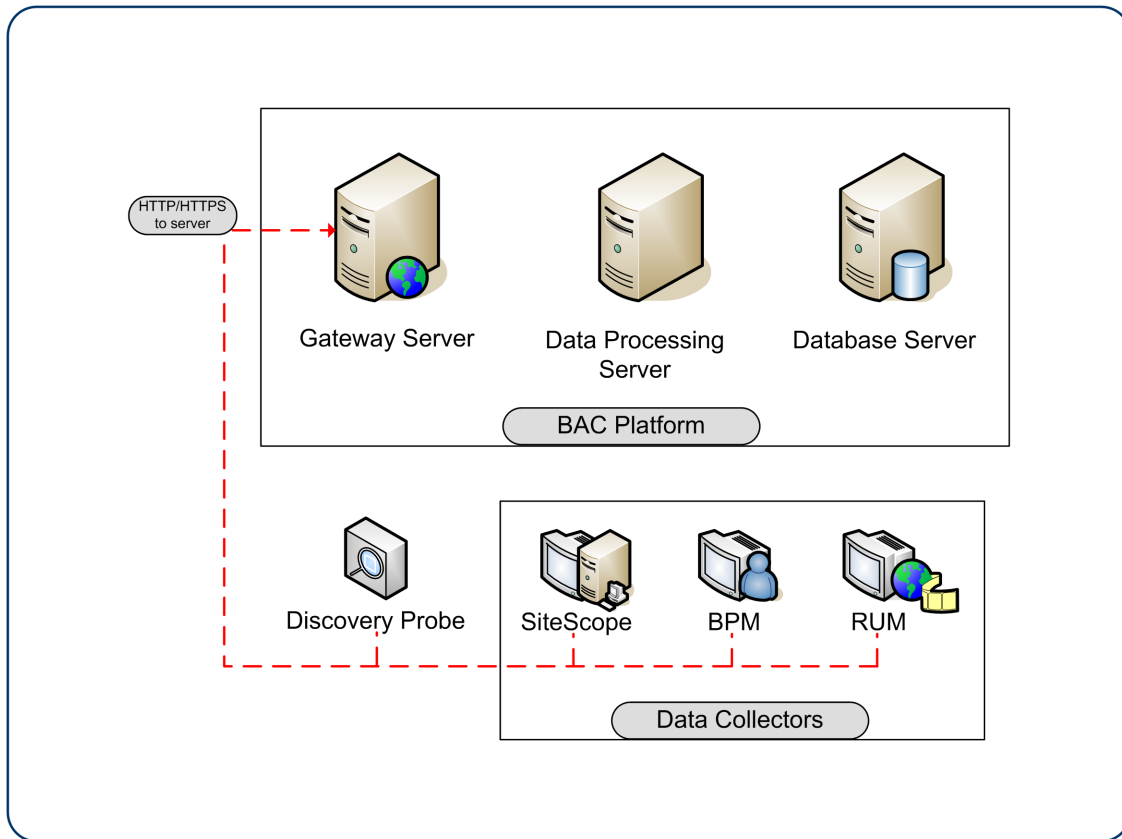 HTTP/HTTPS
to server
Gateway Server
Data Processing
Server
Database Server
BAC Platform
Discovery Probe
SiteScope
BPM
RUM
Data Collectors